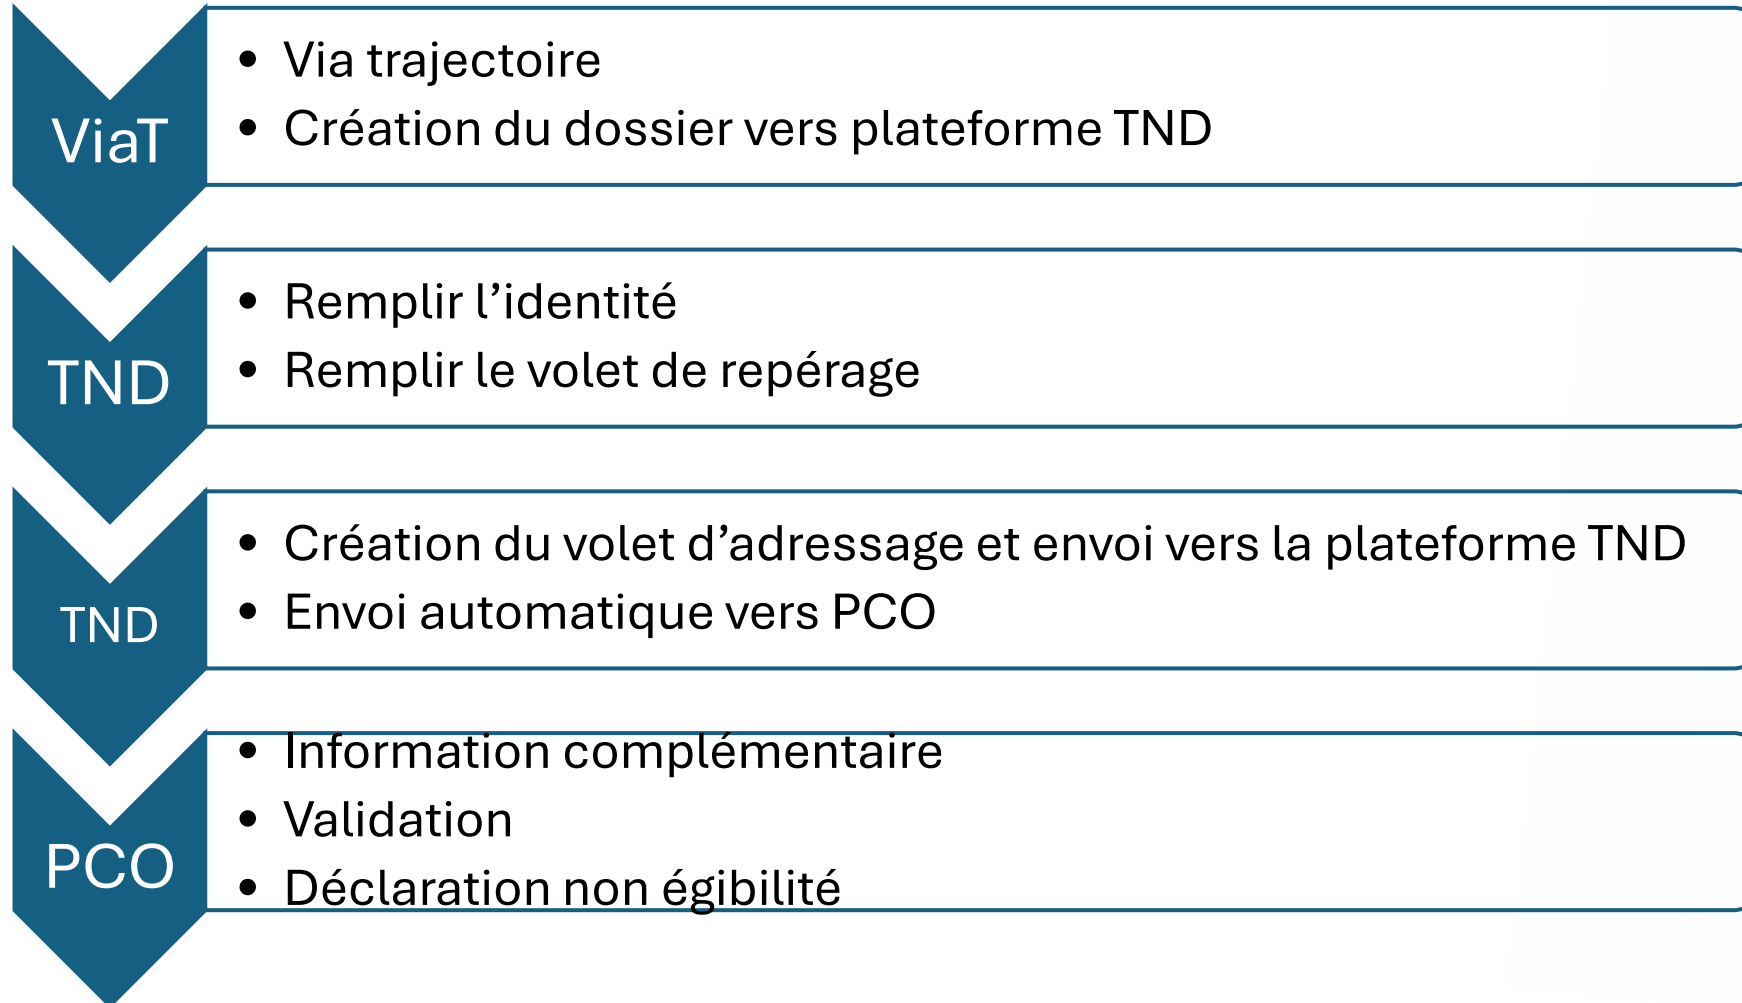 ViaT
• Via trajectoire
• Création du dossier vers plateforme TND
TND
• Remplir l’identité
• Remplir le volet de repérage
TND
• Création du volet d’adressage et envoi vers la plateforme TND
• Envoi automatique vers PCO
PCO
• Information complémentaire
• Validation
• Déclaration non égibilité